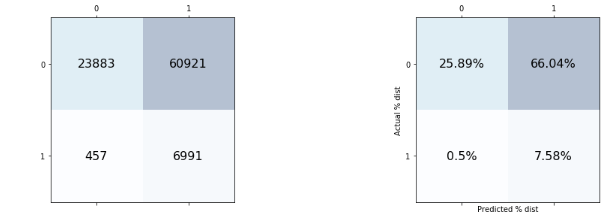 0 1
0 23883 60921
1 457 6991
0 1
Actual % dist
0 25.89% 66.04%
1 0.5% 7.58%
Predicted % dist